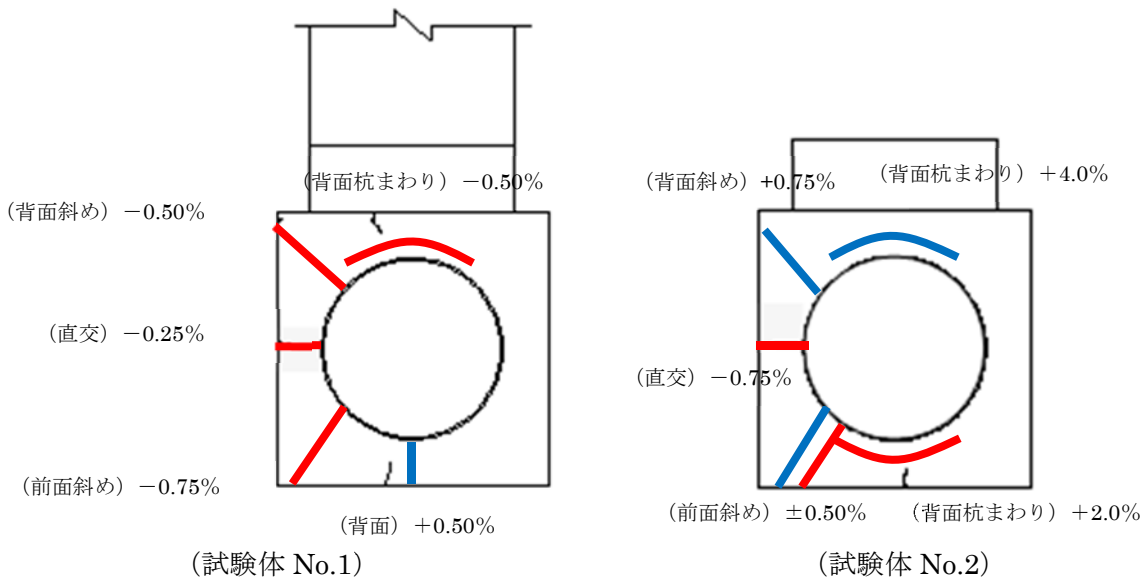 （背面杭まわり）－0.50%
（背面斜め）－0.50%
（直交）－0.25%
（前面斜め）－0.75%
（背面）＋0.50%
（試験体 No.1）
（背面斜め）+0.75%
（背面杭まわり）＋4.0%
（直交）－0.75%
（前面斜め）±0.50%
（背面杭まわり）＋2.0%
（試験体 No.2）